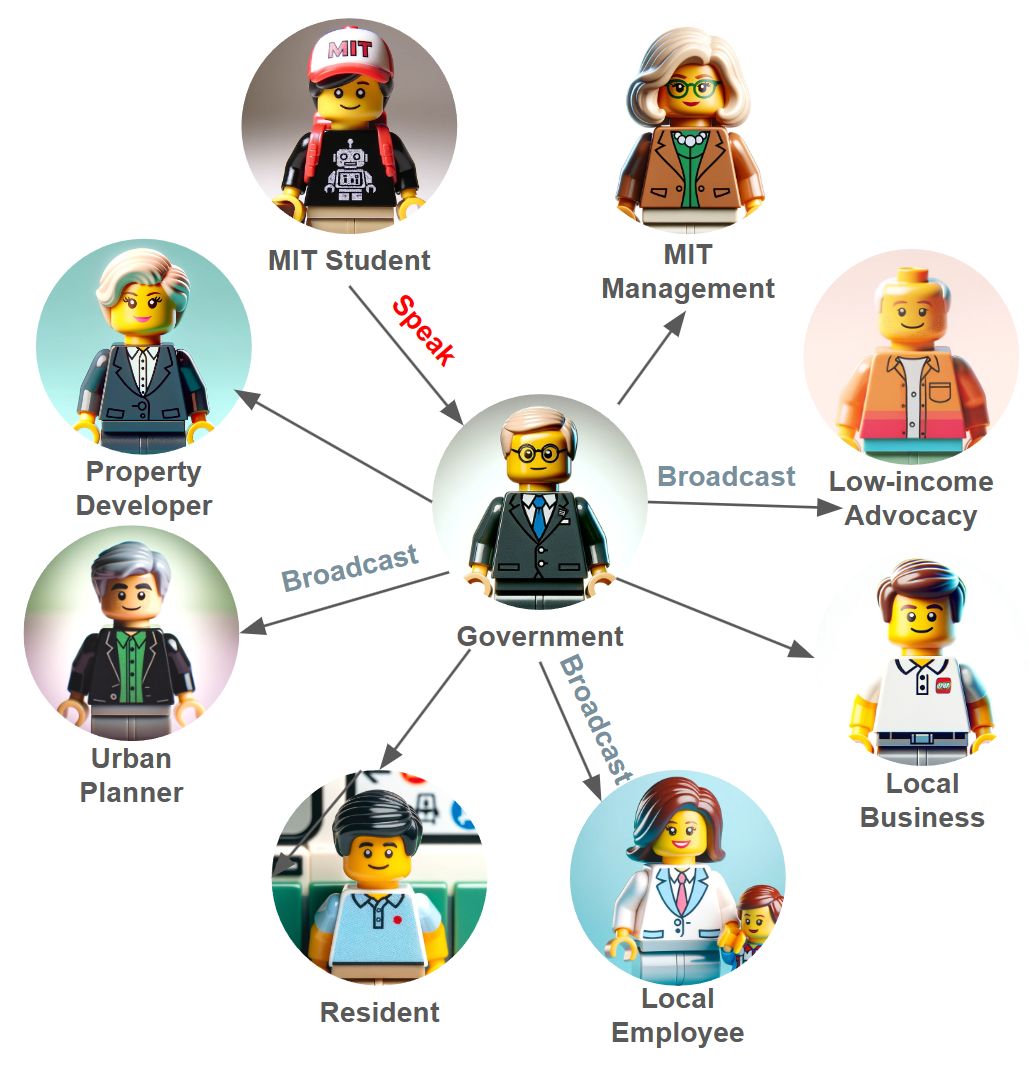 MIT
MIT Student
MIT
Management
Speak
Property
Developer
Broadcast
Low-income
Advocacy
Broadcast
Government
Broadcast
Urban
Planner
Local
Business
Resident
Local
Employee